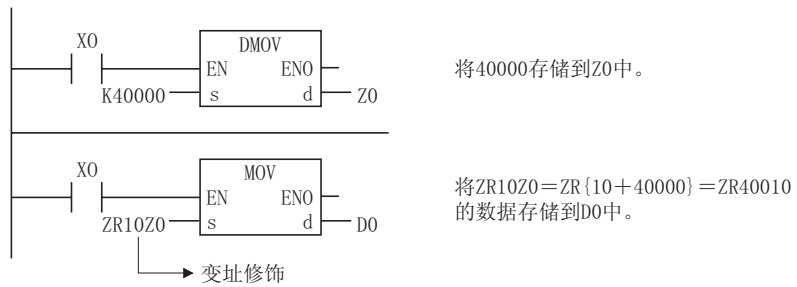 X0
DMOV
EN ENO
K40000 s d Z0
将40000存储到Z0中。
X0
MOV
EN ENO
ZR10Z0 s d D0
将ZR10Z0＝ZR{10＋40000}＝ZR40010
的数据存储到D0中。
变址修饰